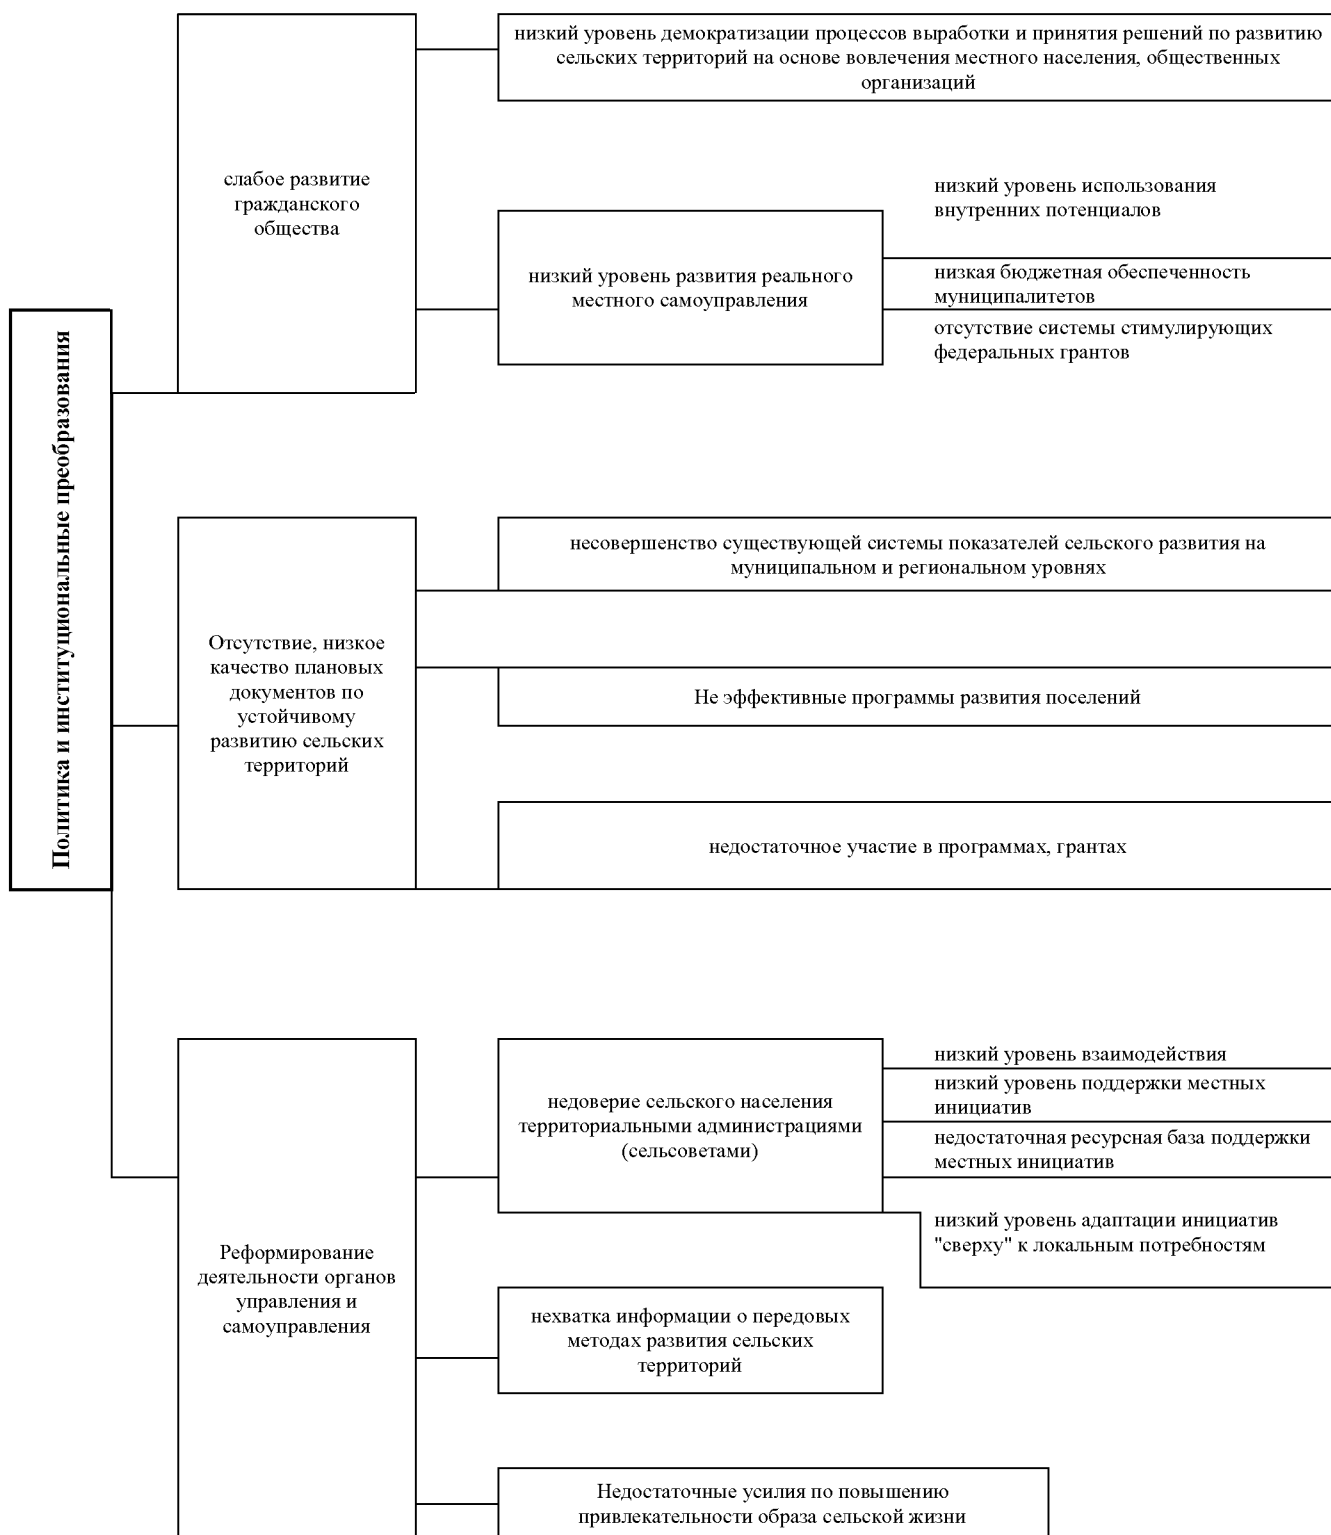 Политика и институциональные преобразования
слабое развитие
гражданского
общества
низкий уровень демократизации процессов выработки и принятия решений по развитию
сельских территорий на основе вовлечения местного населения, общественных
организаций
низкий уровень развития реального
местного самоуправления
низкий уровень использования
внутренних потенциалов
низкая бюджетная обеспеченность
муниципалитетов
отсутствие системы стимулирующих
федеральных грантов
Отсутствие, низкое
качество плановых
документов по
устойчивому
развитию сельских
территорий
несовершенство существующей системы показателей сельского развития на
муниципальном и региональном уровнях
Не эффективные программы развития поселений
недостаточное участие в программах, грантах
Реформирование
деятельности органов
управления и
самоуправления
недоверие сельского населения
территориальными администрациями
(сельсоветами)
низкий уровень взаимодействия
низкий уровень поддержки местных
инициатив
недостаточная ресурсная база поддержки
местных инициатив
низкий уровень адаптации инициатив
"сверху" к локальным потребностям
нехватка информации о передовых
методах развития сельских
территорий
Недостаточные усилия по повышению
привлекательности образа сельской жизни